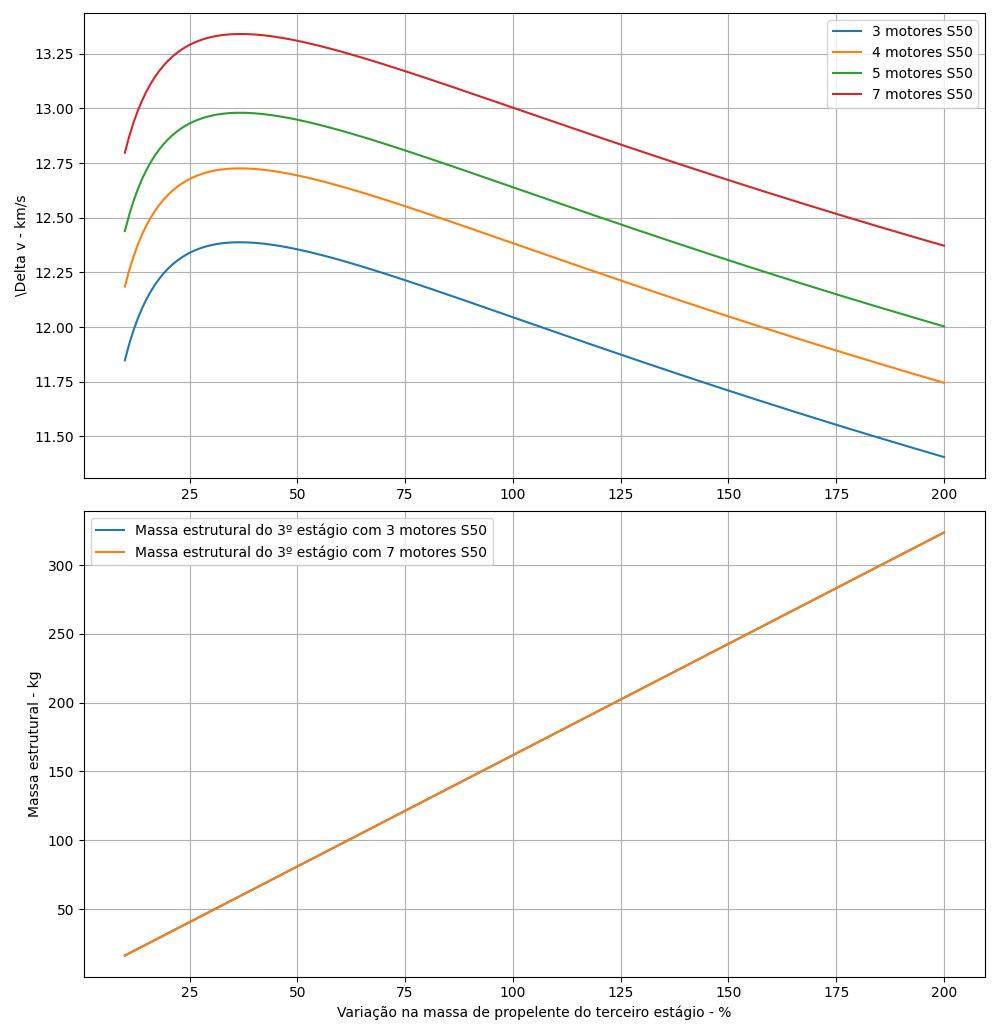 13.25
13.00
12.75
12.50
12.25
12.00
11.75
11.50
\Delta v - km/s
3 motores S50
4 motores S50
5 motores S50
7 motores S50
25 50 75 100 125 150 175 200
Massa estrutural do 3º estágio com 3 motores S50
Massa estrutural do 3º estágio com 7 motores S50
300
250
200
150
100
50
Massa estrutural - kg
25 50 75 100 125 150 175 200
Variação na massa de propelente do terceiro estágio - %